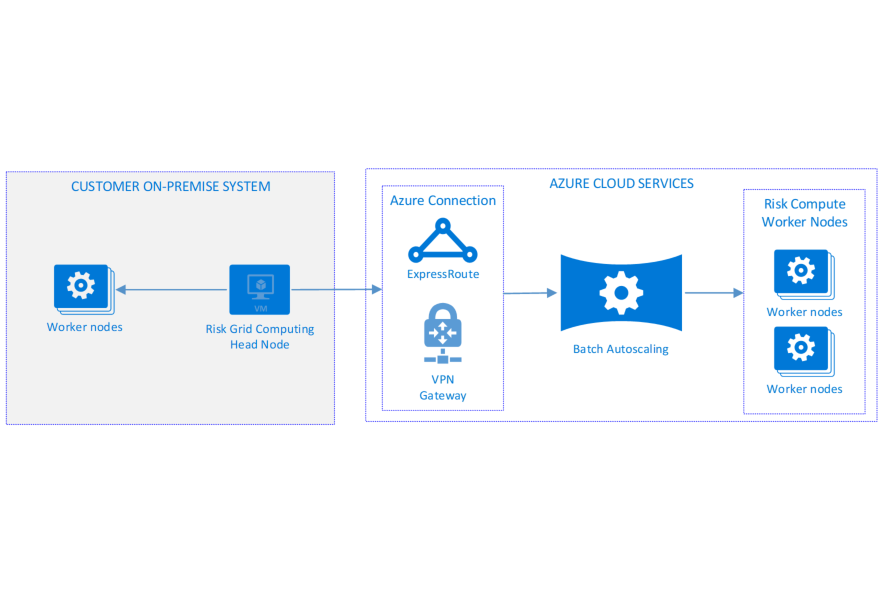 CUSTOMER ON-PREMISE SYSTEM
Worker nodes
VM
Risk Grid Computing
Head Node
AZURE CLOUD SERVICES
Azure Connection
ExpressRoute
VPN
Gateway
Batch Autoscaling
Risk Compute
Worker Nodes
Worker nodes
Worker nodes